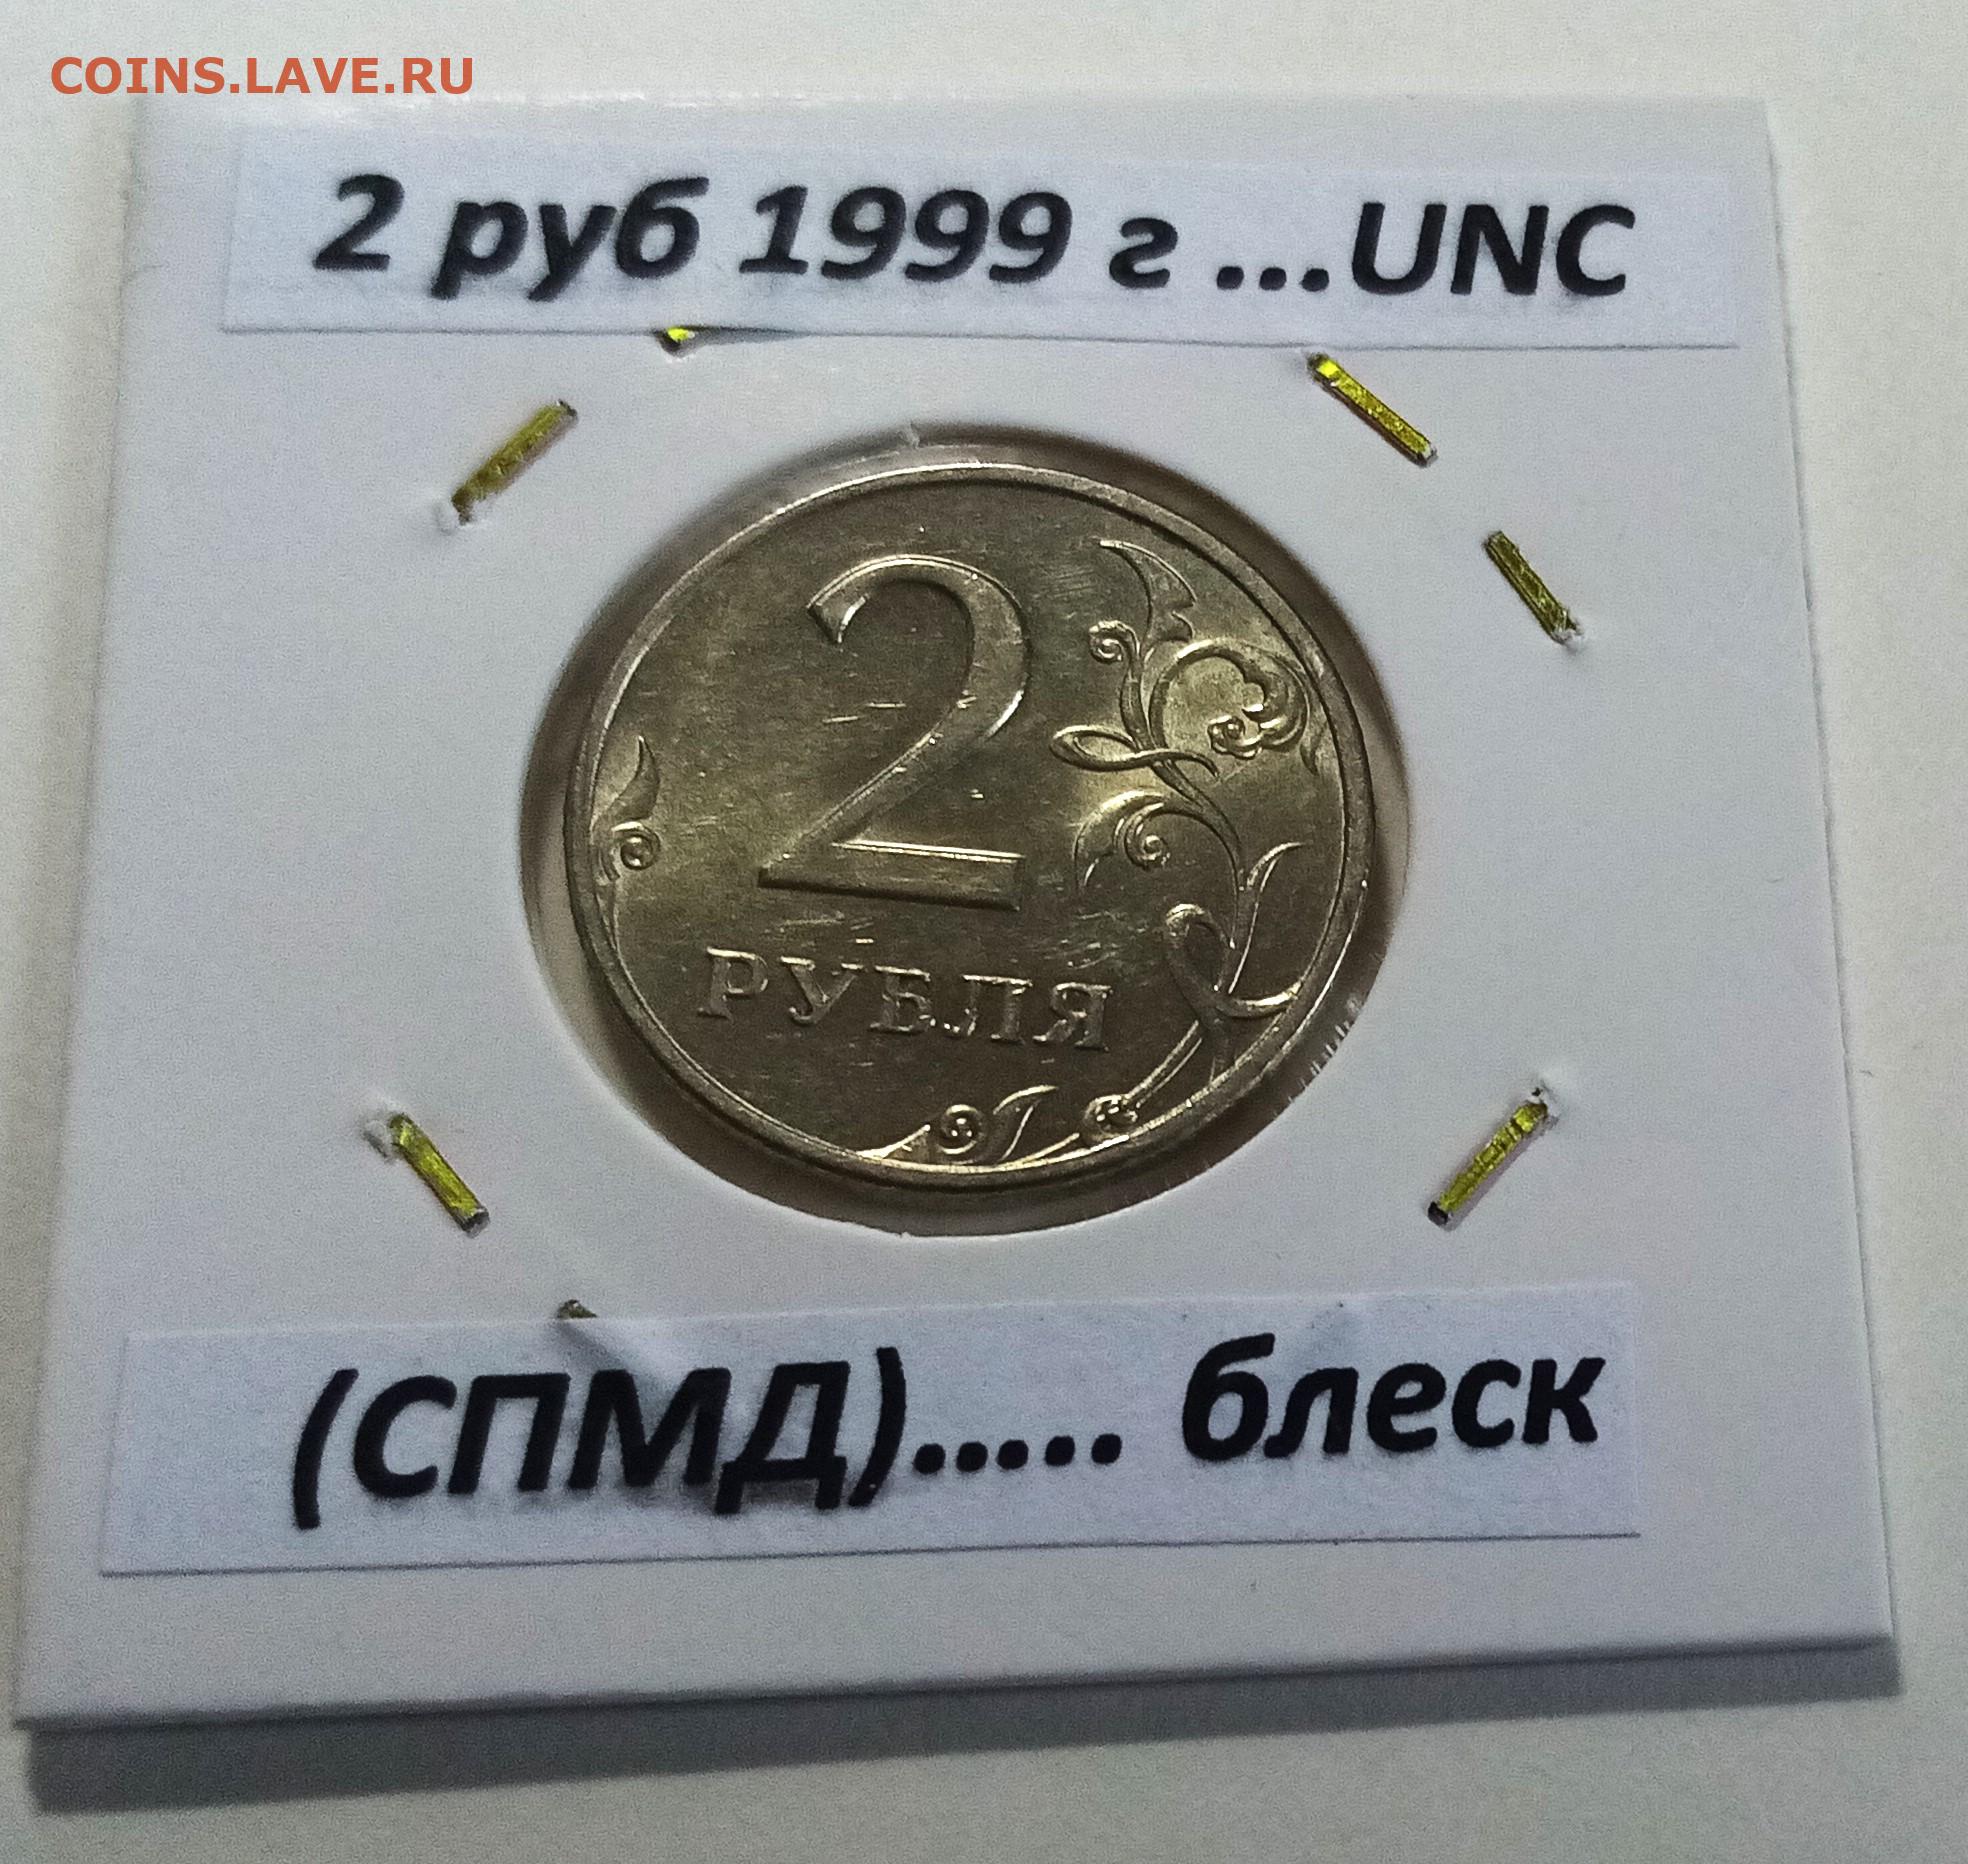 COINS.LAVE.RU
2 руб 1999 г ...UNC
2
РУБЛЯ
(СПМД)..... блеск